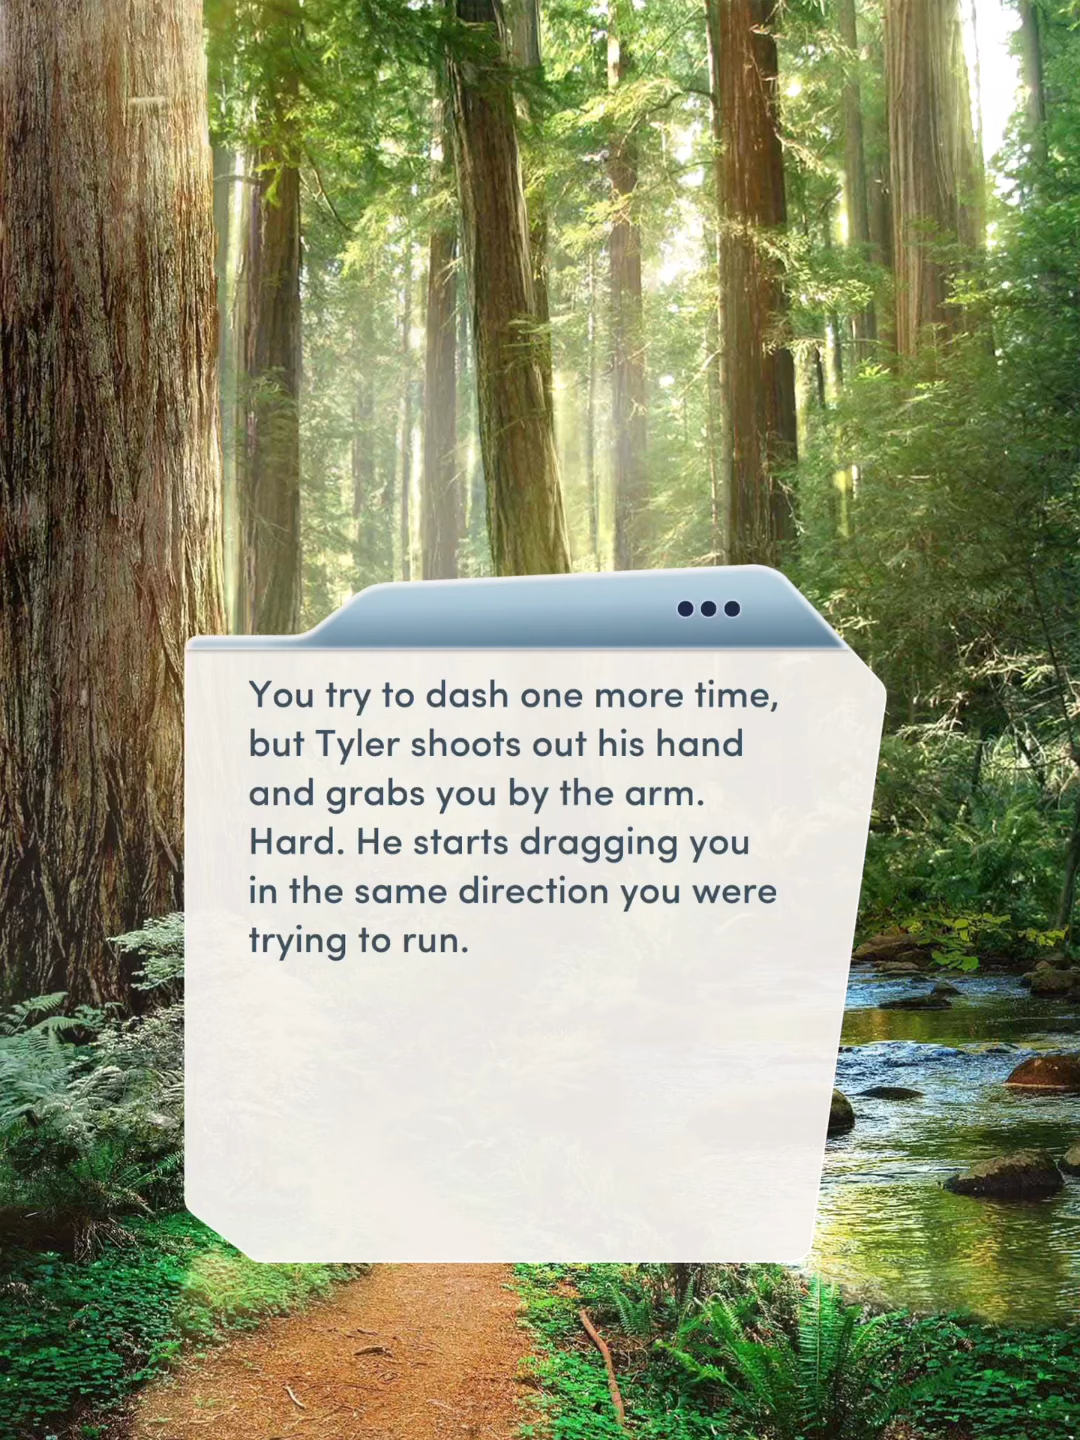 You try to dash one more time,
but Tyler shoots out his hand
and grabs you by the arm.
Hard. He starts dragging you
in the same direction you were
trying to run.